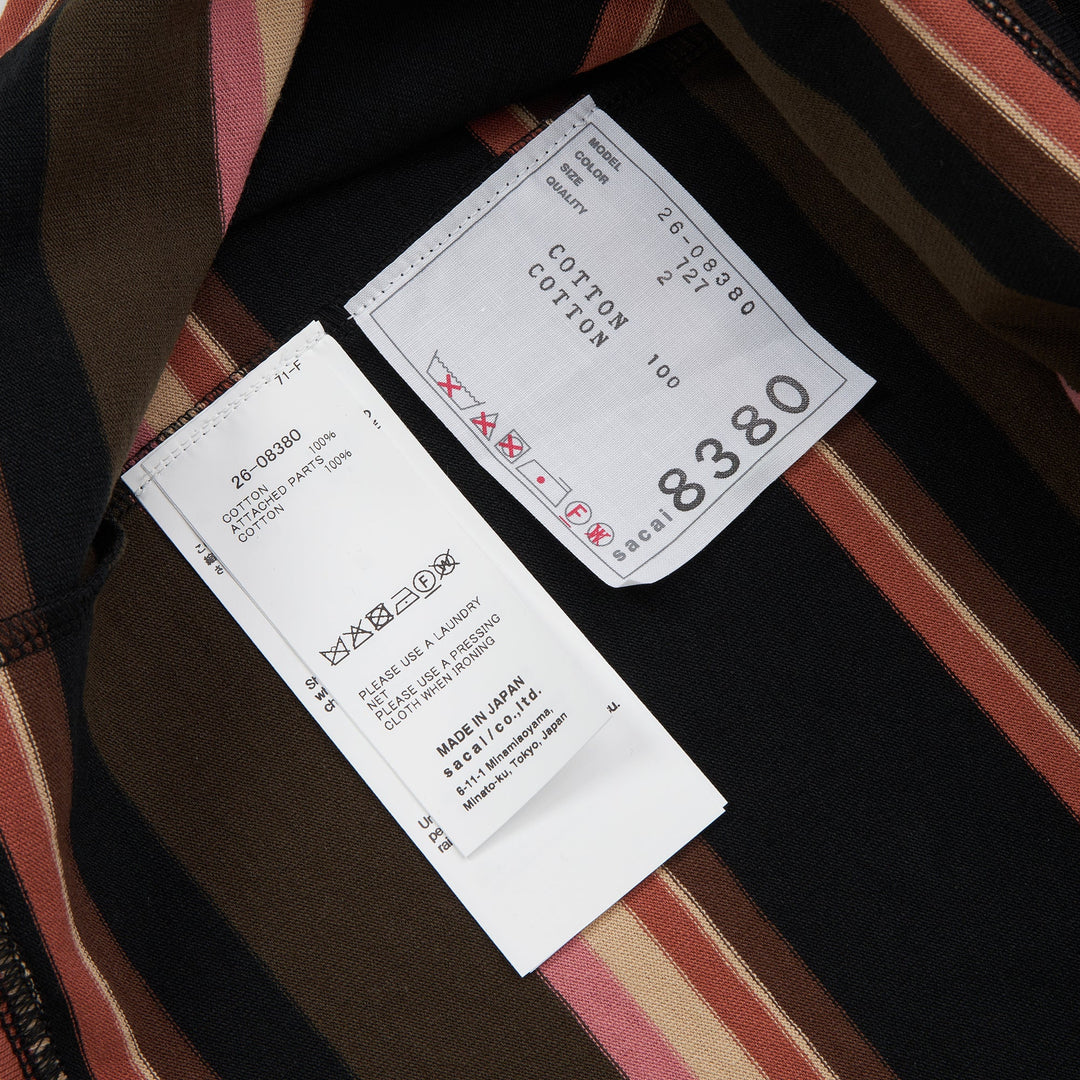 MODEL 26-08380
COLOR 727
SIZE 2
QUALITY
COTTON 100
COTTON
F
W
sacai 8380
71-F
26-08380
COTTON 100%
ATTACHED PARTS
COTTON 100%
F
W
PLEASE USE A LAUNDRY
NET
PLEASE USE A PRESSING
CLOTH WHEN IRONING
MADE IN JAPAN
sacai/co.,ltd.
6-11-1 Minamiaoyama,
Minato-ku, Tokyo, Japan